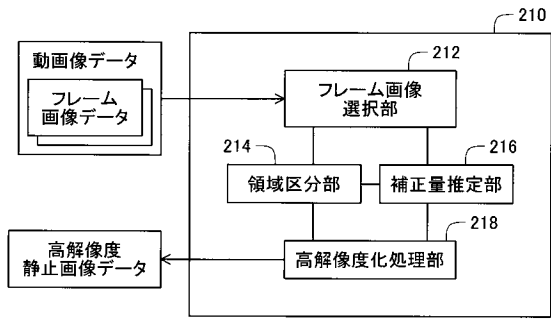 210
動画像データ
フレーム
画像データ
212
フレーム画像
選択部
214
領域区分部
216
補正量推定部
218
高解像度化処理部
高解像度
静止画像データ